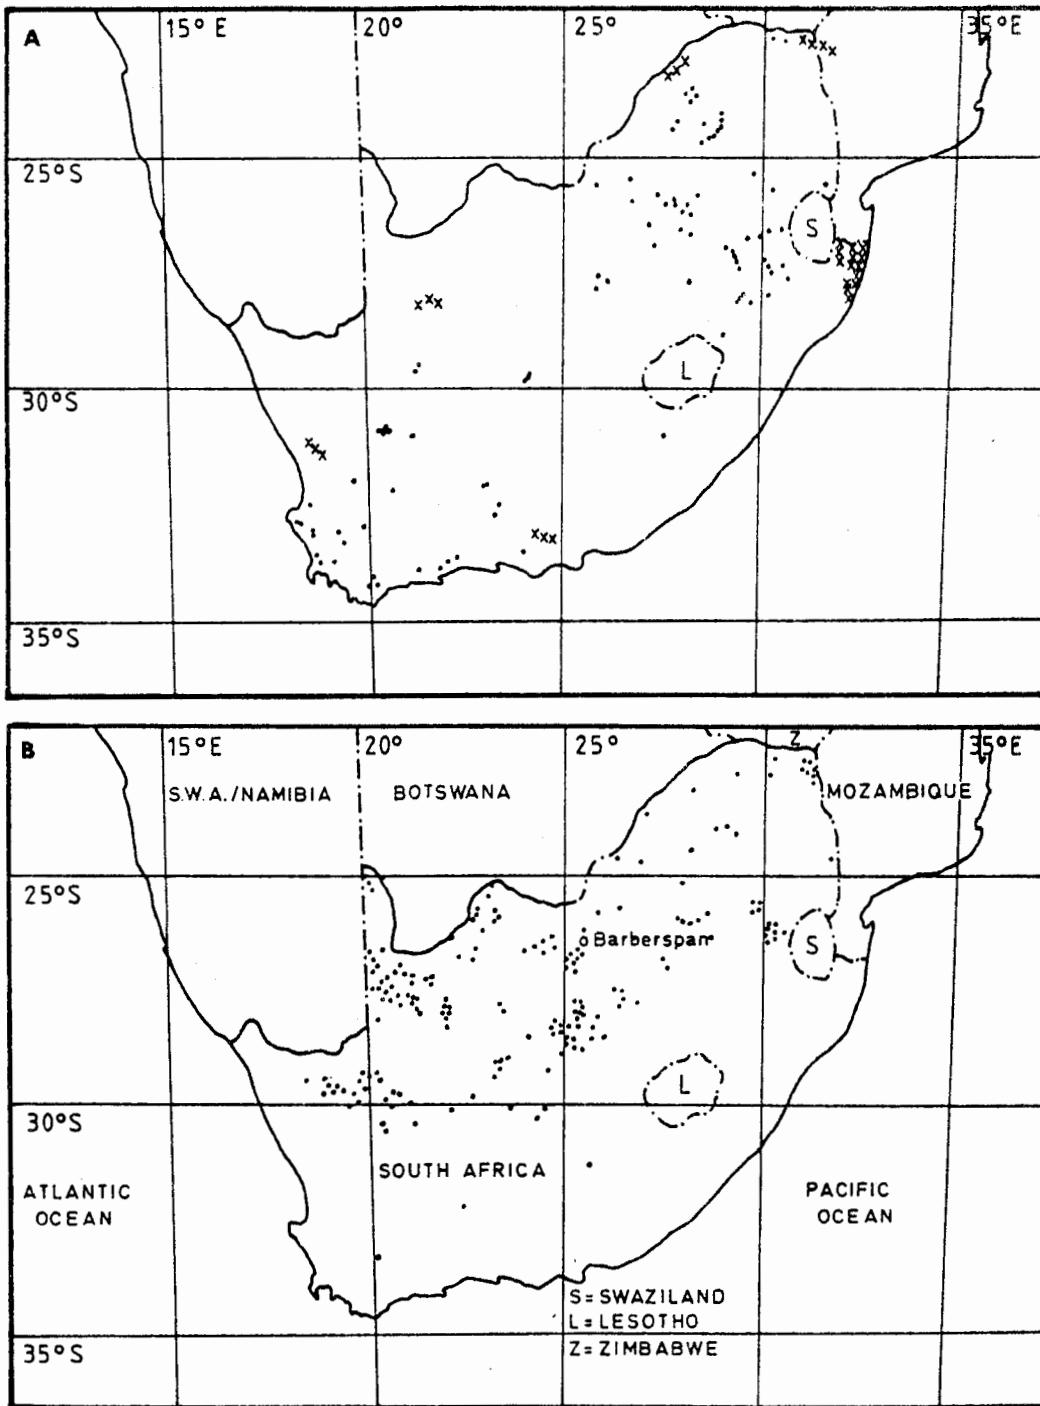 A
15° E
20°
25°
35°E
25°S
S
L
30°S
35°S
B
15°E
20°
25°
Z
35°E
S.W.A./NAMIBIA
BOTSWANA
MOZAMBIQUE
25°S
Barberspan
S
L
30°S
SOUTH AFRICA
ATLANTIC
OCEAN
PACIFIC
OCEAN
S=SWAZILAND
L=LESOTHO
Z=ZIMBABWE
35°S